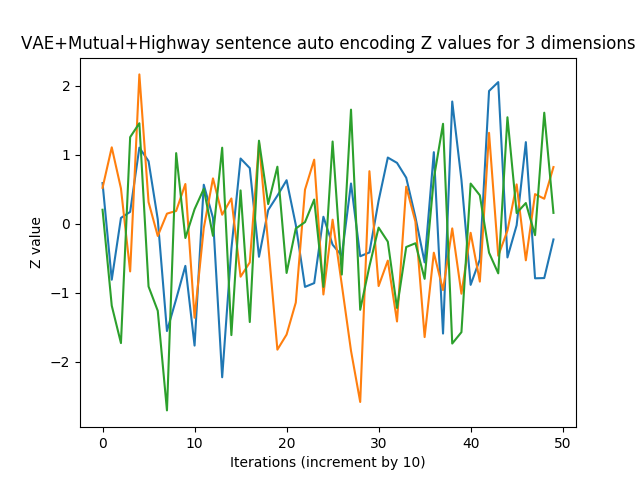 VAE+Mutual+Highway sentence auto encoding Z values for 3 dimensions
2
1
0
−1
−2
Z value
0 10 20 30 40 50
Iterations (increment by 10)